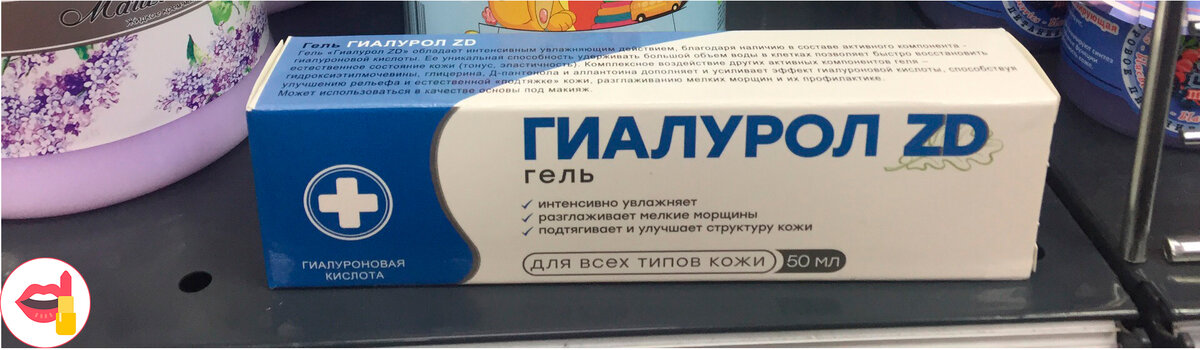 Гель ГИАЛУРОЛ ZD
Гель «Гиалурол ZD» обладает интенсивным увлажняющим действием, благодаря наличию в составе активного компонента -
гиалуроновой кислоты. Ее уникальная способность удерживать большой объем воды в клетках позволяет быстро восстановить
естественное состояние кожи (тонус, эластичность). Комплексное воздействие других активных компонентов геля –
гидроксиэтилмочевины, глицерина, Д-пантенола и аллантоина дополняет и усиливает эффект гиалуроновой кислоты, способствуя
улучшению рельефа и естественной «подтяжке» кожи, разглаживанию мелких морщин и их профилактике.
Может использоваться в качестве основы под макияж.
ГИАЛУРОЛ ZD
гель
✓ интенсивно увлажняет
✓ разглаживает мелкие морщины
✓ подтягивает и улучшает структуру кожи
для всех типов кожи 50 мл
ГИАЛУРОНОВАЯ
КИСЛОТА